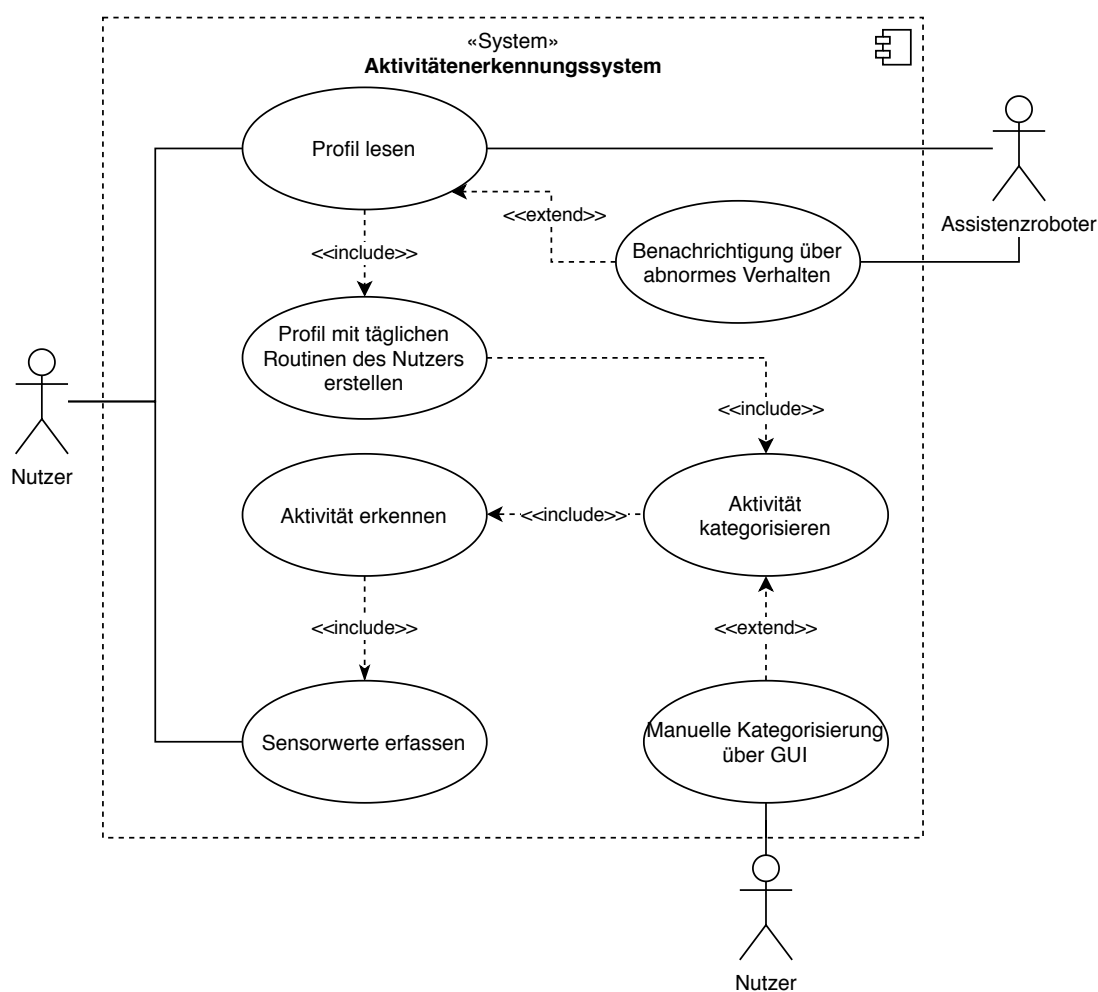 «System»
Aktivitätenerkennungssystem
Profil lesen
<<extend>>
Assistenzroboter
<<include>>
Benachrichtigung über
abnormes Verhalten
Profil mit täglichen
Routinen des Nutzers
erstellen
<<include>>
Nutzer
Aktivität erkennen
<<include>>
Aktivität
kategorisieren
<<include>>
<<extend>>
Sensorwerte erfassen
Manuelle Kategorisierung
über GUI
Nutzer